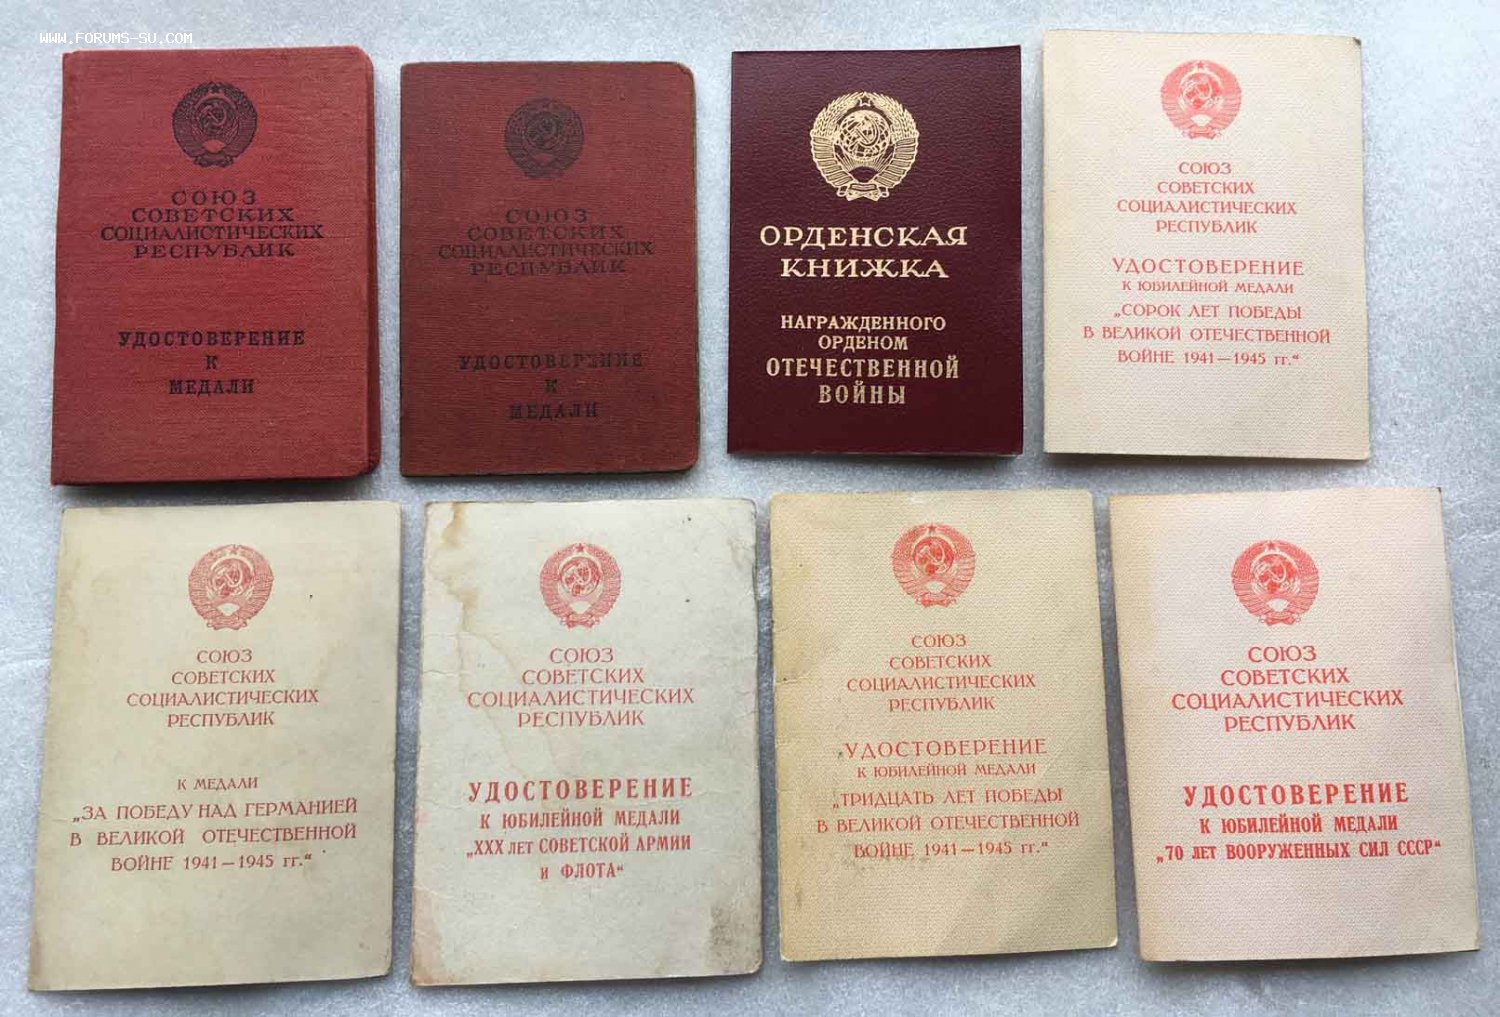 WWW.FORUMS-SU.COM
СОЮЗ
СОВЕТСКИХ
СОЦИАЛИСТИЧЕСКИХ
РЕСПУБЛИК
УДОСТОВЕРЕНИЕ
К
МЕДАЛИ
СОЮЗ
СОВЕТСКИХ
СОЦИАЛИСТИЧЕСКИХ
РЕСПУБЛИК
УДОСТОВЕРЕНИЕ
К
МЕДАЛИ
ОРДЕНСКАЯ
КНИЖКА
НАГРАЖДЕННОГО
ОРДЕНОМ
ОТЕЧЕСТВЕННОЙ
ВОЙНЫ
СОЮЗ
СОВЕТСКИХ
СОЦИАЛИСТИЧЕСКИХ
РЕСПУБЛИК
УДОСТОВЕРЕНИЕ
К ЮБИЛЕЙНОЙ МЕДАЛИ
„СОРОК ЛЕТ ПОБЕДЫ
В ВЕЛИКОЙ ОТЕЧЕСТВЕННОЙ
ВОЙНЕ 1941—1945 гг.“
СОЮЗ
СОВЕТСКИХ
СОЦИАЛИСТИЧЕСКИХ
РЕСПУБЛИК
К МЕДАЛИ
„ЗА ПОБЕДУ НАД ГЕРМАНИЕЙ
В ВЕЛИКОЙ ОТЕЧЕСТВЕННОЙ
ВОЙНЕ 1941—1945 гг.“
СОЮЗ
СОВЕТСКИХ
СОЦИАЛИСТИЧЕСКИХ
РЕСПУБЛИК
УДОСТОВЕРЕНИЕ
К ЮБИЛЕЙНОЙ МЕДАЛИ
„XXX ЛЕТ СОВЕТСКОЙ АРМИИ
И ФЛОТА“
СОЮЗ
СОВЕТСКИХ
СОЦИАЛИСТИЧЕСКИХ
РЕСПУБЛИК
УДОСТОВЕРЕНИЕ
К ЮБИЛЕЙНОЙ МЕДАЛИ
„ТРИДЦАТЬ ЛЕТ ПОБЕДЫ
В ВЕЛИКОЙ ОТЕЧЕСТВЕННОЙ
ВОЙНЕ 1941—1945 гг.“
СОЮЗ
СОВЕТСКИХ
СОЦИАЛИСТИЧЕСКИХ
РЕСПУБЛИК
УДОСТОВЕРЕНИЕ
К ЮБИЛЕЙНОЙ МЕДАЛИ
„70 ЛЕТ ВООРУЖЕННЫХ СИЛ СССР“